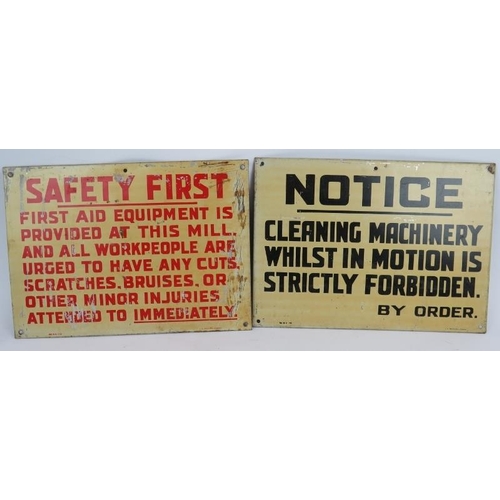 SAFETY FIRST
FIRST AID EQUIPMENT IS
PROVIDED AT THIS MILL.
AND ALL WORKPEOPLE ARE
URGED TO HAVE ANY CUTS.
SCRATCHES, BRUISES, OR
OTHER MINOR INJURIES
ATTENDED TO IMMEDIATELY.
NOTICE
CLEANING MACHINERY
WHILST IN MOTION IS
STRICTLY FORBIDDEN.
BY ORDER.